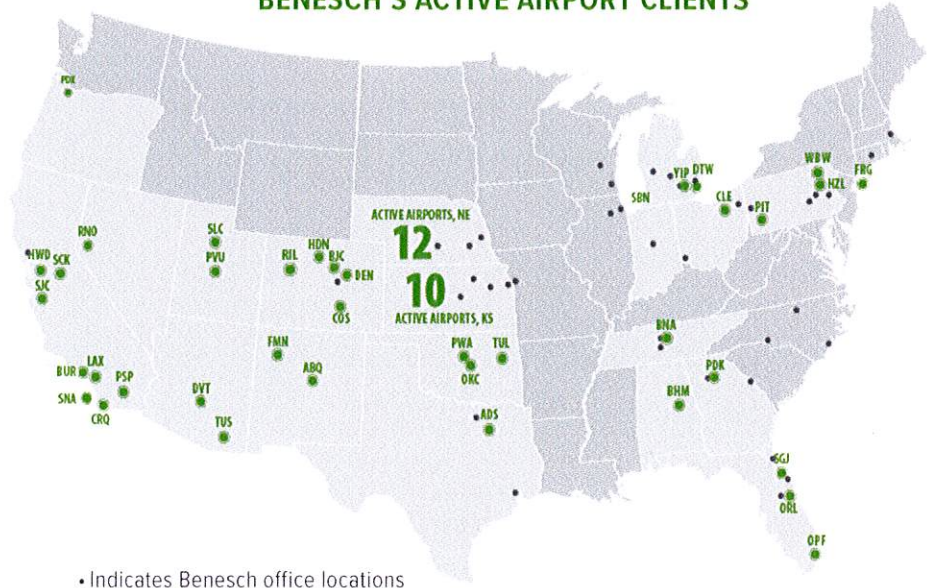 BENESCH'S ACTIVE AIRPORT CLIENTS
PDX
WBW
YIP DTW
HZL
FRG
SBN
CLE
PIT
ACTIVE AIRPORTS, NE
12
SLC
RNO
HDN
BJC
PVU
RIL
DEN
HWD
SCK
SJC
10
ACTIVE AIRPORTS, KS
COS
BNA
FMN
PWA
TUL
ABQ
OKC
PDK
BUR
LAX
PSP
DVT
BHM
SNA
CRQ
ADS
TUS
SGJ
ORL
OPF
• Indicates Benesch office locations